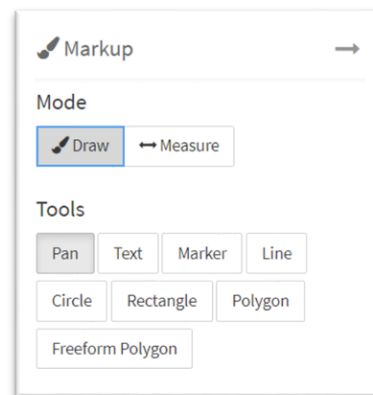 Markup
Mode
Draw Measure
Tools
Pan Text Marker Line
Circle Rectangle Polygon
Freeform Polygon